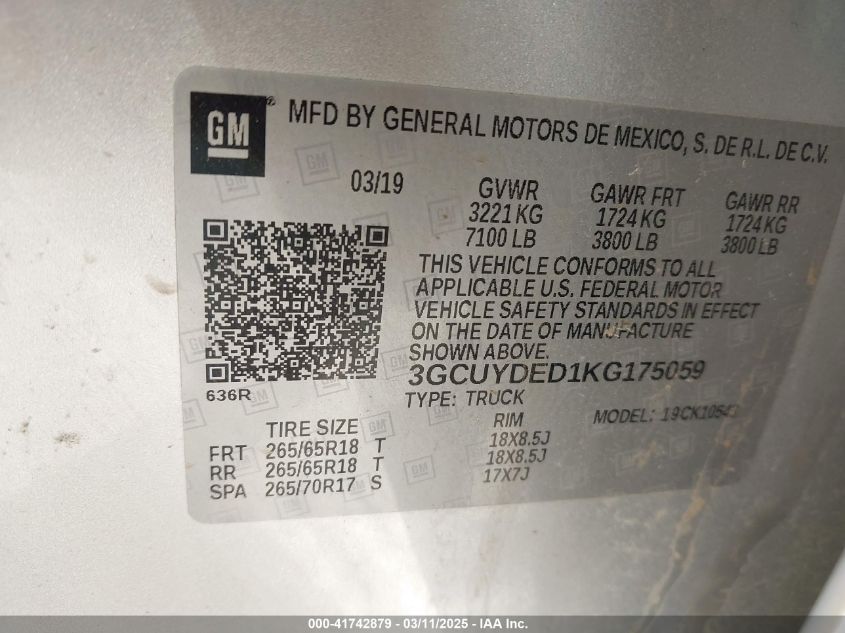 GM
® MFD BY GENERAL MOTORS DE MEXICO, S. DE R.L. DE C.V.
03/19
GVWR GAWR FRT GAWR RR
3221 KG 1724 KG 1724 KG
7100 LB 3800 LB 3800 LB
THIS VEHICLE CONFORMS TO ALL
APPLICABLE U.S. FEDERAL MOTOR
VEHICLE SAFETY STANDARDS IN EFFECT
ON THE DATE OF MANUFACTURE
SHOWN ABOVE.
3GCUYDED1KG175059
636R
TYPE: TRUCK
MODEL:
TIRE SIZE RIM
FRT 265/65R18 T 18X8.5J
RR 265/65R18 T 18X8.5J
SPA 265/70R17 S 17X7J
000-41742879 — 03/11/2025 — IAA Inc.